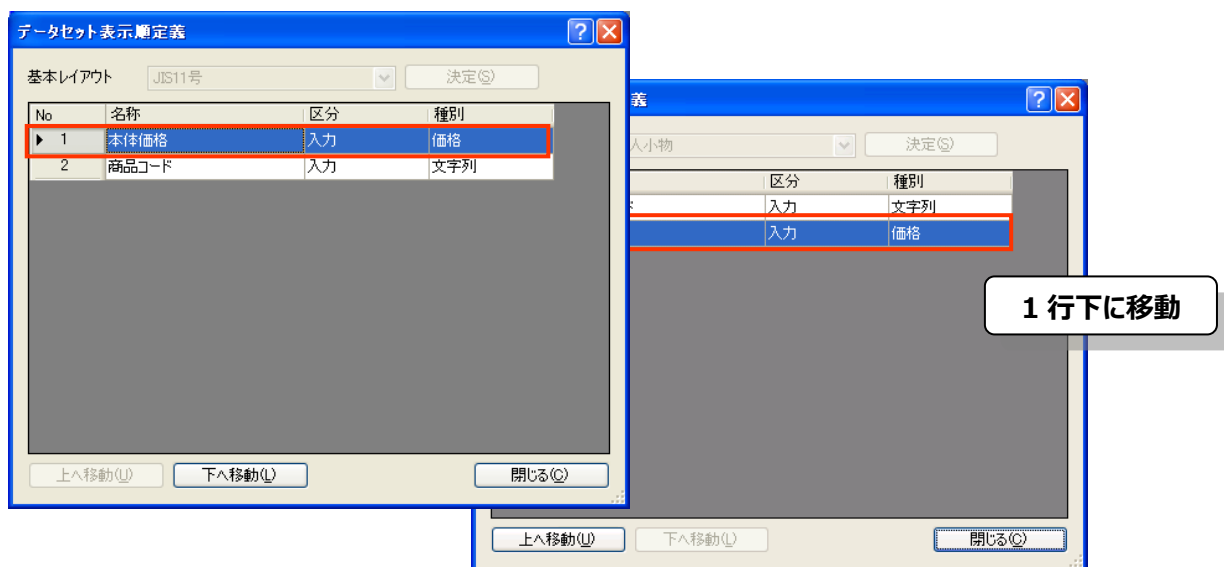 データセット表示順定義
基本レイアウト JIS11号 決定(S)
No 名称 区分 種別
1 本体価格 入力 価格
2 商品コード 入力 文字列
上へ移動(U) 下へ移動(L) 閉じる(C)
義
人小物 決定(S)
区分 種別
ド 入力 文字列
入力 価格
1 行下に移動
上へ移動(U) 下へ移動(L) 閉じる(C)